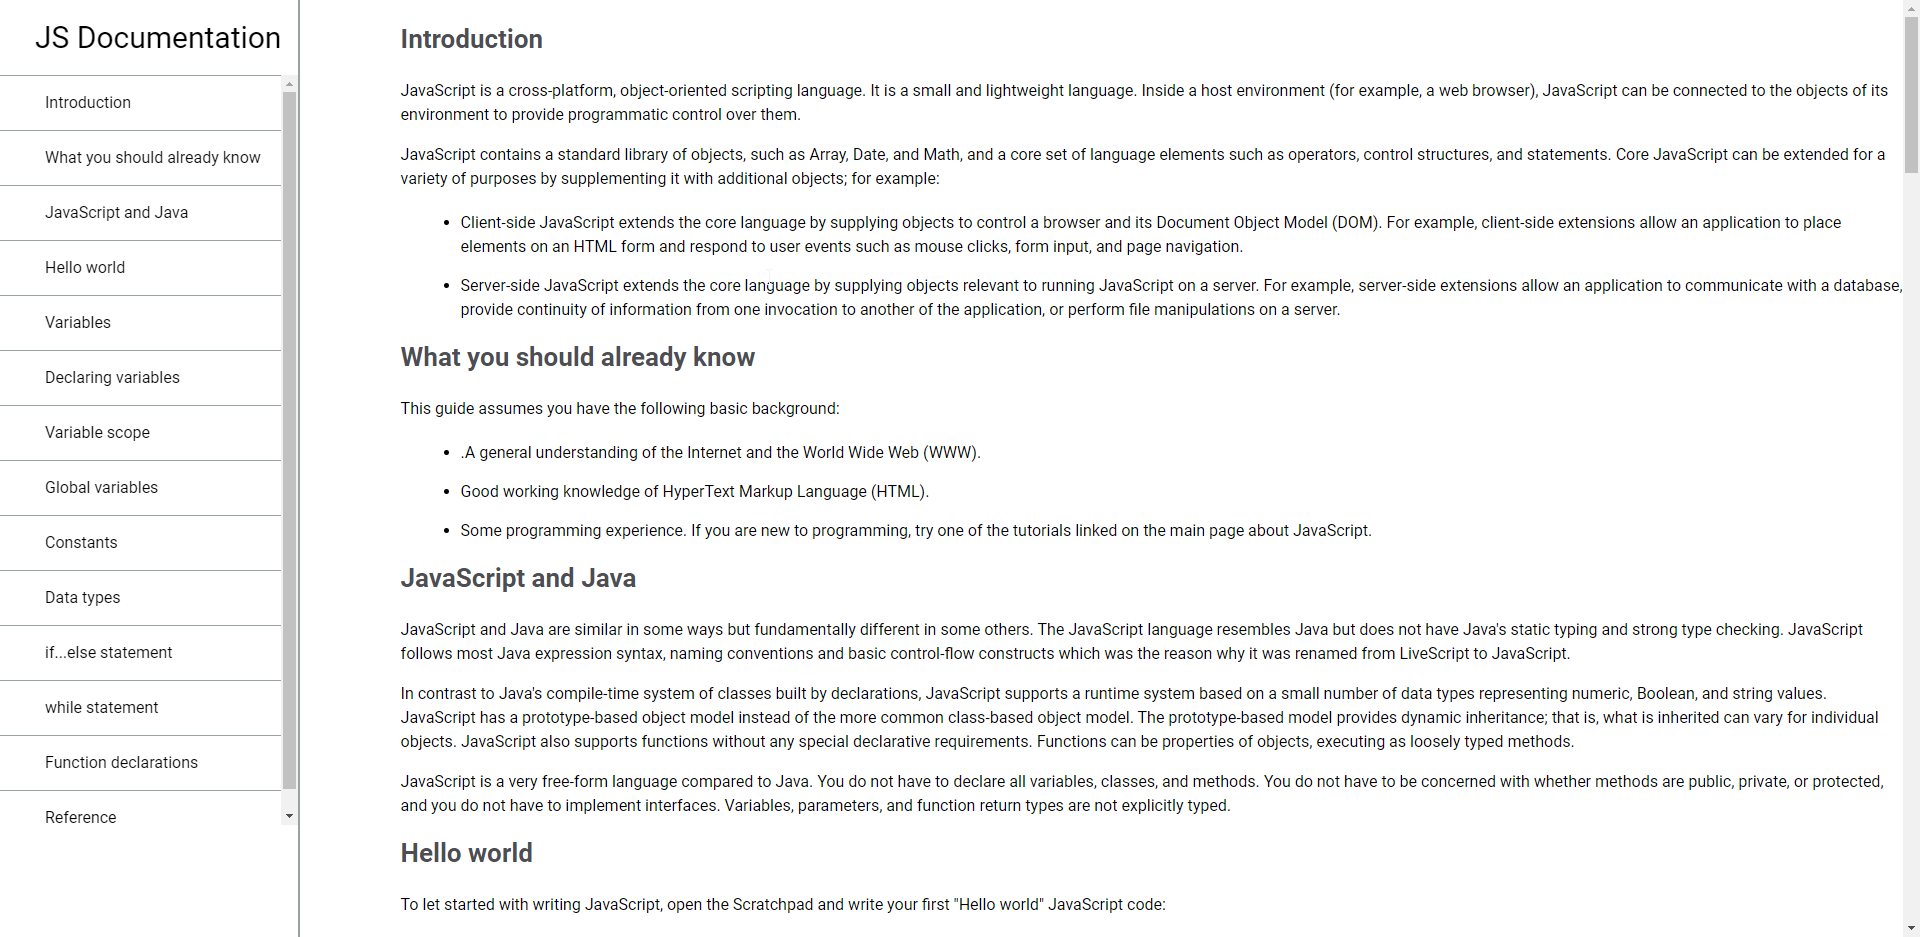 JS Documentation
Introduction
What you should already know
JavaScript and Java
Hello world
Variables
Declaring variables
Variable scope
Global variables
Constants
Data types
if...else statement
while statement
Function declarations
Reference
Introduction
JavaScript is a cross-platform, object-oriented scripting language. It is a small and lightweight language. Inside a host environment (for example, a web browser), JavaScript can be connected to the objects of its
environment to provide programmatic control over them.
JavaScript contains a standard library of objects, such as Array, Date, and Math, and a core set of language elements such as operators, control structures, and statements. Core JavaScript can be extended for a
variety of purposes by supplementing it with additional objects; for example:
• Client-side JavaScript extends the core language by supplying objects to control a browser and its Document Object Model (DOM). For example, client-side extensions allow an application to place
elements on an HTML form and respond to user events such as mouse clicks, form input, and page navigation.
• Server-side JavaScript extends the core language by supplying objects relevant to running JavaScript on a server. For example, server-side extensions allow an application to communicate with a database,
provide continuity of information from one invocation to another of the application, or perform file manipulations on a server.
What you should already know
This guide assumes you have the following basic background:
• .A general understanding of the Internet and the World Wide Web (WWW).
• Good working knowledge of HyperText Markup Language (HTML).
• Some programming experience. If you are new to programming, try one of the tutorials linked on the main page about JavaScript.
JavaScript and Java
JavaScript and Java are similar in some ways but fundamentally different in some others. The JavaScript language resembles Java but does not have Java's static typing and strong type checking. JavaScript
follows most Java expression syntax, naming conventions and basic control-flow constructs which was the reason why it was renamed from LiveScript to JavaScript.
In contrast to Java's compile-time system of classes built by declarations, JavaScript supports a runtime system based on a small number of data types representing numeric, Boolean, and string values.
JavaScript has a prototype-based object model instead of the more common class-based object model. The prototype-based model provides dynamic inheritance; that is, what is inherited can vary for individual
objects. JavaScript also supports functions without any special declarative requirements. Functions can be properties of objects, executing as loosely typed methods.
JavaScript is a very free-form language compared to Java. You do not have to declare all variables, classes, and methods. You do not have to be concerned with whether methods are public, private, or protected,
and you do not have to implement interfaces. Variables, parameters, and function return types are not explicitly typed.
Hello world
To let started with writing JavaScript, open the Scratchpad and write your first "Hello world" JavaScript code: